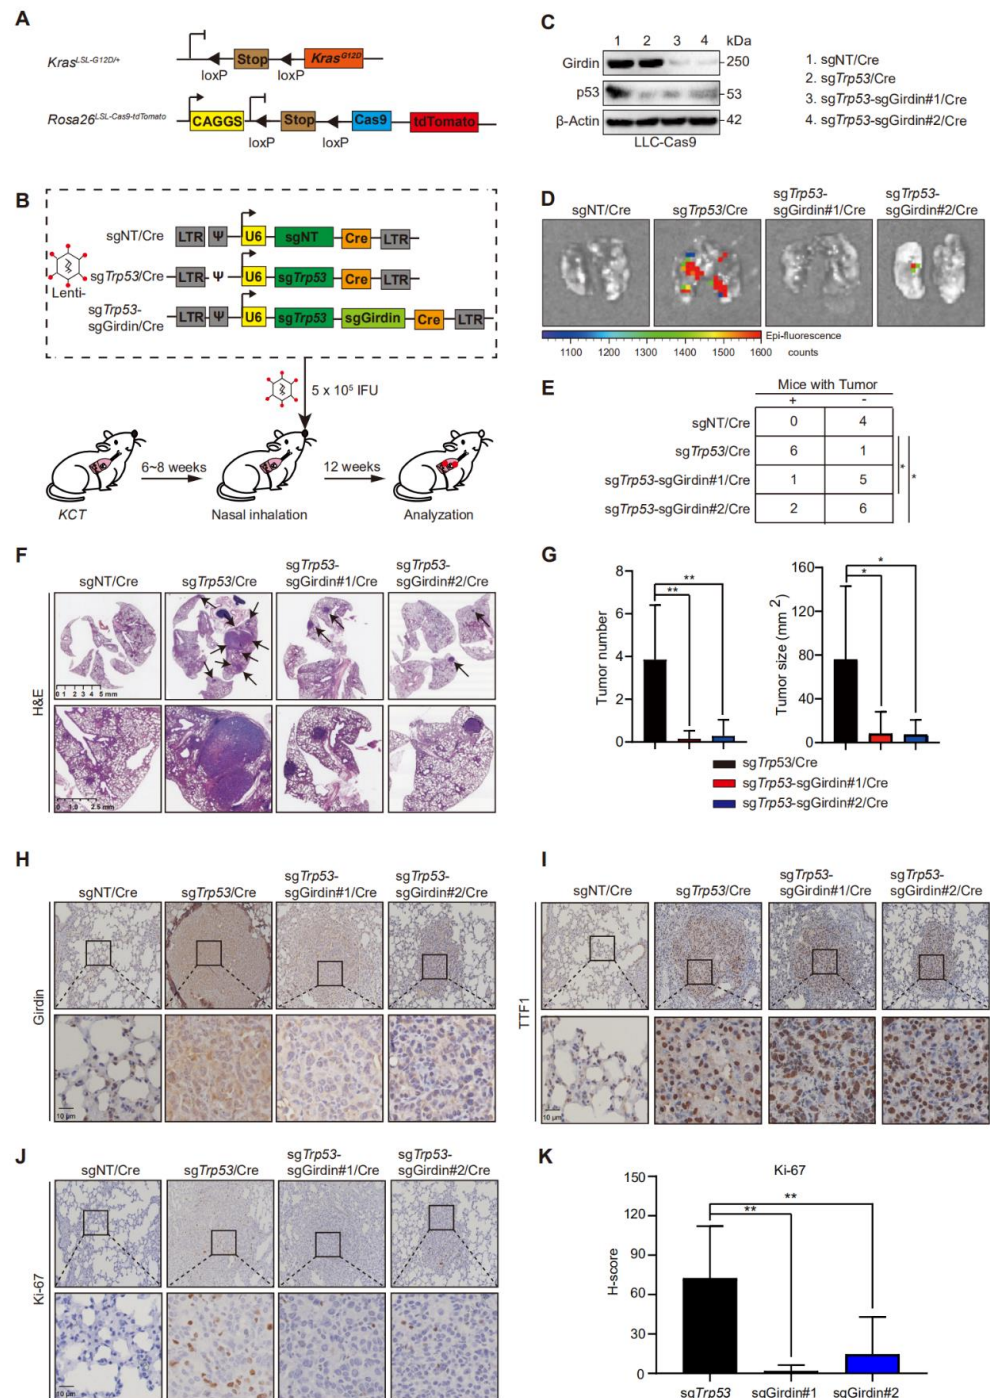 A
Kras^LSL-G12D/+
Stop
Kras^G12D
loxP
loxP
Rosa26^LSL-Cas9-tdTomato
CAGGS
Stop
Cas9
tdTomato
loxP
loxP
B
sgNT/Cre
LTR Ψ U6 sgNT Cre LTR
sgTrp53/Cre
LTR Ψ U6 sgTrp53 Cre LTR
Lenti-
sgTrp53-
sgGirdin/Cre
LTR Ψ U6 sgTrp53 sgGirdin Cre LTR
5 x 10⁵ IFU
6~8 weeks
12 weeks
KCT
Nasal inhalation
Analyzation
C
1 2 3 4 kDa
Girdin 250
p53 53
β-Actin 42
LLC-Cas9
1. sgNT/Cre
2. sgTrp53/Cre
3. sgTrp53-sgGirdin#1/Cre
4. sgTrp53-sgGirdin#2/Cre
D
sgNT/Cre
sgTrp53/Cre
sgTrp53-
sgGirdin#1/Cre
sgTrp53-
sgGirdin#2/Cre
Epi-fluorescence
1100 1200 1300 1400 1500 1600
counts
E
Mice with Tumor
+ -
sgNT/Cre 0 4
sgTrp53/Cre 6 1
sgTrp53-sgGirdin#1/Cre 1 5
sgTrp53-sgGirdin#2/Cre 2 6
*
*
F
sgNT/Cre
sgTrp53/Cre
sgTrp53-
sgGirdin#1/Cre
sgTrp53-
sgGirdin#2/Cre
H&E
0 1 2 3 4 5 mm
2.5 mm
G
Tumor number
8
6
4
2
0
**
**
Tumor size (mm²)
160
120
80
40
0
*
*
sgTrp53/Cre
sgTrp53-sgGirdin#1/Cre
sgTrp53-sgGirdin#2/Cre
H
sgNT/Cre
sgTrp53/Cre
sgTrp53-
sgGirdin#1/Cre
sgTrp53-
sgGirdin#2/Cre
Girdin
10 μm
I
sgNT/Cre
sgTrp53/Cre
sgTrp53-
sgGirdin#1/Cre
sgTrp53-
sgGirdin#2/Cre
TTF1
10 μm
J
sgNT/Cre
sgTrp53/Cre
sgTrp53-
sgGirdin#1/Cre
sgTrp53-
sgGirdin#2/Cre
Ki-67
10 μm
K
Ki-67
H-score
150
120
90
60
30
0
**
**
sgTrp53 sgGirdin#1 sgGirdin#2